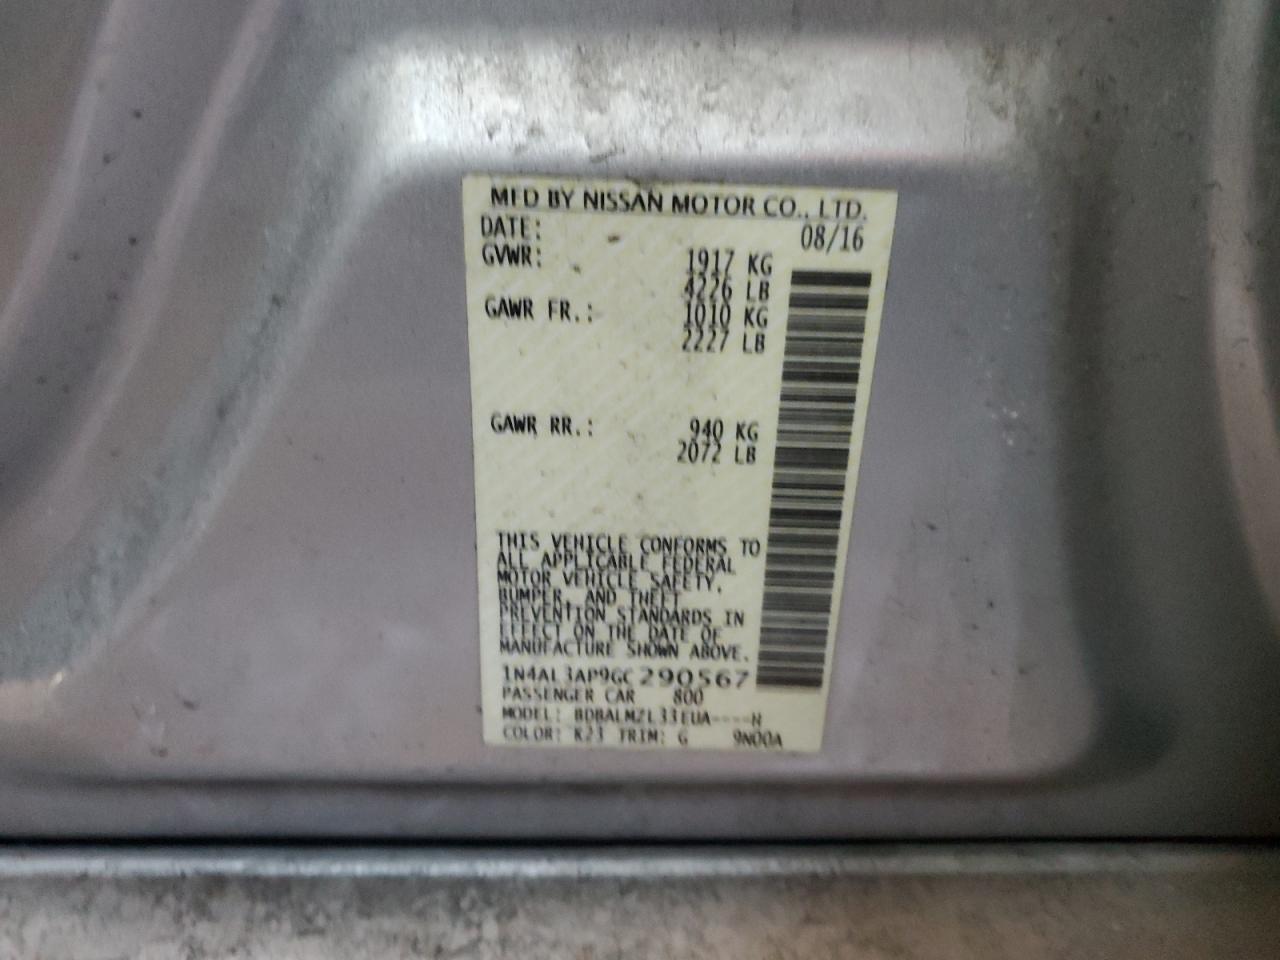 MFD BY NISSAN MOTOR CO., LTD.
DATE: 08/16
GVWR: 1917 KG
4226 LB
GAWR FR.: 1010 KG
2227 LB
GAWR RR.: 940 KG
2072 LB
THIS VEHICLE CONFORMS TO
ALL APPLICABLE FEDERAL
MOTOR VEHICLE SAFETY,
BUMPER, AND THEFT
PREVENTION STANDARDS IN
EFFECT ON THE DATE OF
MANUFACTURE SHOWN ABOVE.
1N4AL3AP9GC290567
PASSENGER CAR 800
MODEL: BDBALMZL33EUA----N
COLOR: K23 TRIM: G 9N00A